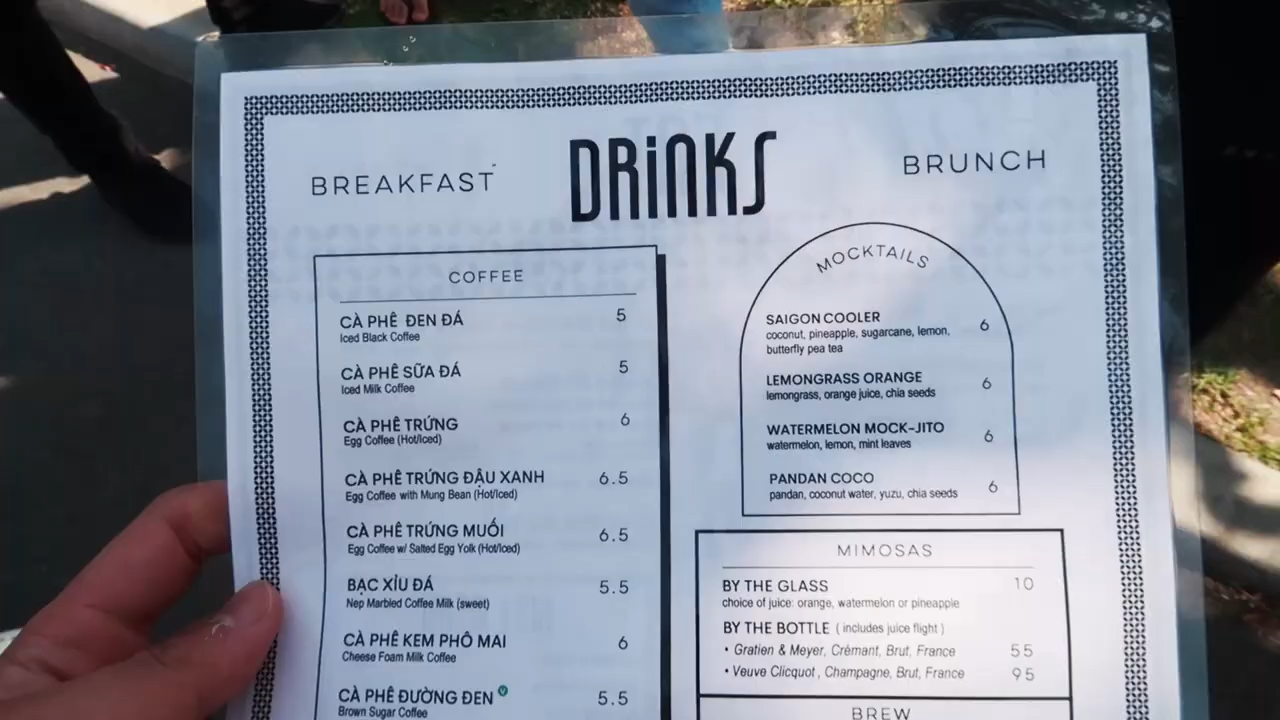 BREAKFAST
DRiNKS
BRUNCH
COFFEE
CÀ PHÊ ĐEN ĐÁ 5
Iced Black Coffee
CÀ PHÊ SỮA ĐÁ 5
Iced Milk Coffee
CÀ PHÊ TRỨNG 6
Egg Coffee (Hot/Iced)
CÀ PHÊ TRỨNG ĐẬU XANH 6.5
Egg Coffee with Mung Bean (Hot/Iced)
CÀ PHÊ TRỨNG MUỐI 6.5
Egg Coffee w/ Salted Egg Yolk (Hot/Iced)
BẠC XỈU ĐÁ 5.5
Nep Marbled Coffee Milk (sweet)
CÀ PHÊ KEM PHÔ MAI 6
Cheese Foam Milk Coffee
CÀ PHÊ ĐƯỜNG ĐEN 5.5
Brown Sugar Coffee
MOCKTAILS
SAIGON COOLER 6
coconut, pineapple, sugarcane, lemon,
butterfly pea tea
LEMONGRASS ORANGE 6
lemongrass, orange juice, chia seeds
WATERMELON MOCK-JITO 6
watermelon, lemon, mint leaves
PANDAN COCO 6
pandan, coconut water, yuzu, chia seeds
MIMOSAS
BY THE GLASS 10
choice of juice: orange, watermelon or pineapple
BY THE BOTTLE ( includes juice flight )
• Gratien & Meyer, Crémant, Brut, France 55
• Veuve Clicquot , Champagne, Brut, France 95
BREW